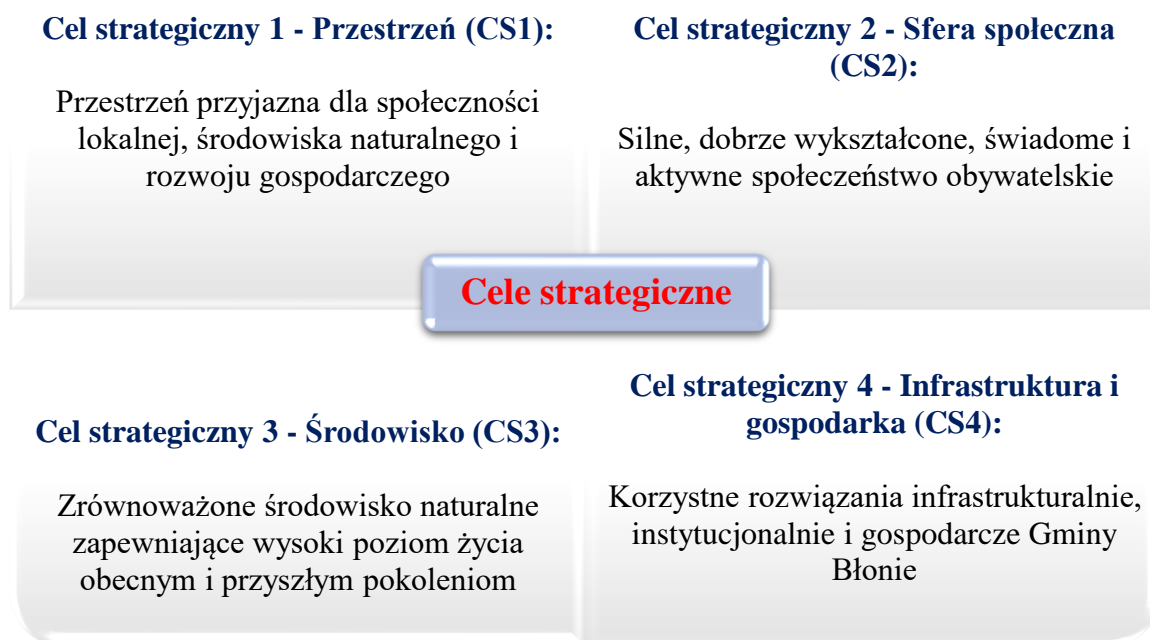 Cel strategiczny 1 - Przestrzeń (CS1):
Przestrzeń przyjazna dla społeczności
lokalnej, środowiska naturalnego i
rozwoju gospodarczego
Cel strategiczny 2 - Sfera społeczna
(CS2):
Silne, dobrze wykształcone, świadome i
aktywne społeczeństwo obywatelskie
Cele strategiczne
Cel strategiczny 3 - Środowisko (CS3):
Zrównoważone środowisko naturalne
zapewniające wysoki poziom życia
obecnym i przyszłym pokoleniom
Cel strategiczny 4 - Infrastruktura i
gospodarka (CS4):
Korzystne rozwiązania infrastrukturalnie,
instytucjonalnie i gospodarcze Gminy
Błonie